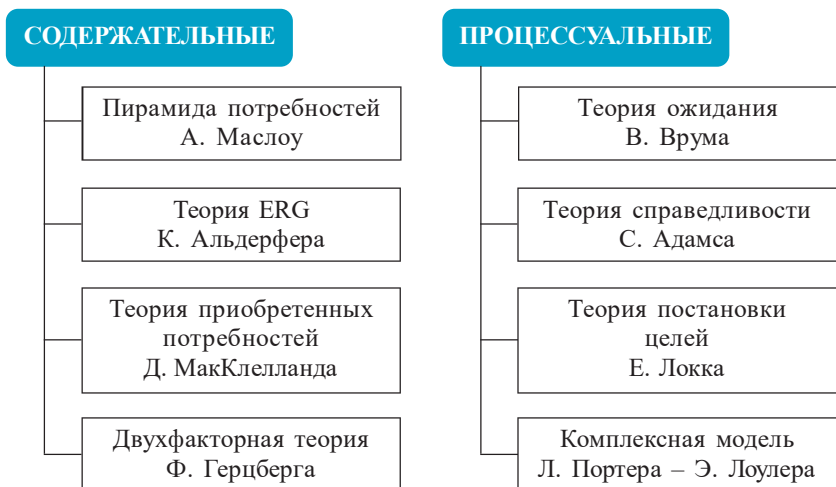 СОДЕРЖАТЕЛЬНЫЕ
Пирамида потребностей
А. Маслоу
Теория ERG
К. Альдерфера
Теория приобретенных
потребностей
Д. МакКлелланда
Двухфакторная теория
Ф. Герцберга
ПРОЦЕССУАЛЬНЫЕ
Теория ожидания
В. Врума
Теория справедливости
С. Адамса
Теория постановки
целей
Е. Локка
Комплексная модель
Л. Портера – Э. Лоулера